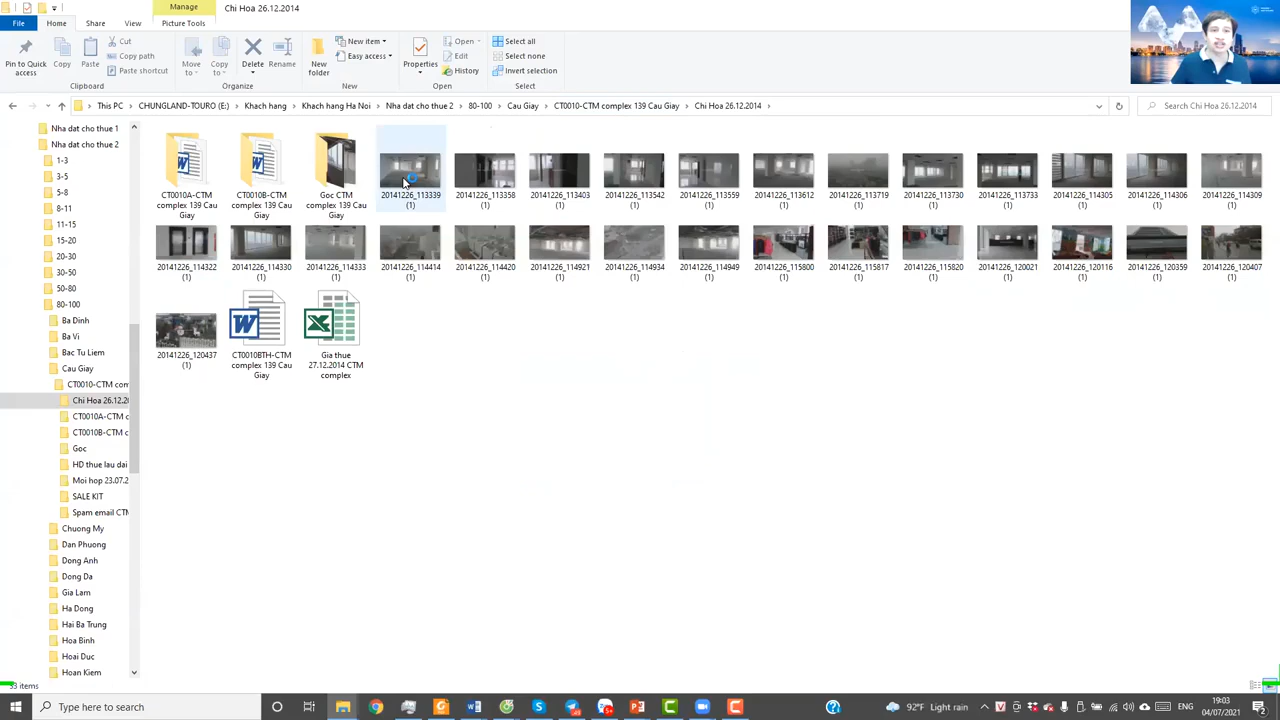 Manage
Chi Hoa 26.12.2014
File
Home
Share
View
Picture Tools
Pin to Quick
access
Copy
Paste
Cut
Copy path
Paste shortcut
Clipboard
Move
to
Copy
to
Delete
Rename
Organize
New
folder
New item
Easy access
New
Properties
Open
Edit
History
Open
Select all
Select none
Invert selection
Select
This PC
CHUNGLAND-TOURO (E:)
Khach hang
Khach hang Ha Noi
Nha dat cho thue 2
80-100
Cau Giay
CT0010-CTM complex 139 Cau Giay
Chi Hoa 26.12.2014
Search Chi Hoa 26.12.2014
Nha dat cho thue 1
Nha dat cho thue 2
1-3
3-5
5-8
8-11
11-15
15-20
20-30
30-50
50-80
80-100
Ba Dinh
Ba Vi
Bac Tu Liem
Cau Giay
CT0010-CTM com
Chi Hoa 26.12.20
CT0010A-CTM c
CT0010B-CTM c
Goc
HD thue lau dai
Moi hop 23.07.2
SALE KIT
Spam email CTM
Chuong My
Dan Phuong
Dong Anh
Dong Da
Gia Lam
Ha Dong
Hai Ba Trung
Hoa Binh
Hoai Duc
Hoan Kiem
CT0010A-CTM
complex 139 Cau
Giay
CT0010B-CTM
complex 139 Cau
Giay
Goc CTM
complex 139 Cau
Giay
20141226_113339
(1)
20141226_113358
(1)
20141226_113403
(1)
20141226_113542
(1)
20141226_113559
(1)
20141226_113612
(1)
20141226_113719
(1)
20141226_113730
(1)
20141226_113733
(1)
20141226_114305
(1)
20141226_114306
(1)
20141226_114309
(1)
20141226_114322
(1)
20141226_114330
(1)
20141226_114333
(1)
20141226_114414
(1)
20141226_114420
(1)
20141226_114921
(1)
20141226_114934
(1)
20141226_114949
(1)
20141226_115800
(1)
20141226_115817
(1)
20141226_115820
(1)
20141226_120021
(1)
20141226_120116
(1)
20141226_120359
(1)
20141226_120407
(1)
20141226_120437
(1)
CT0010BTH-CTM
complex 139 Cau
Giay
Gia thue
27.12.2014 CTM
complex
33 items
Type here to search
92°F Light rain
19:03
04/07/2021
2